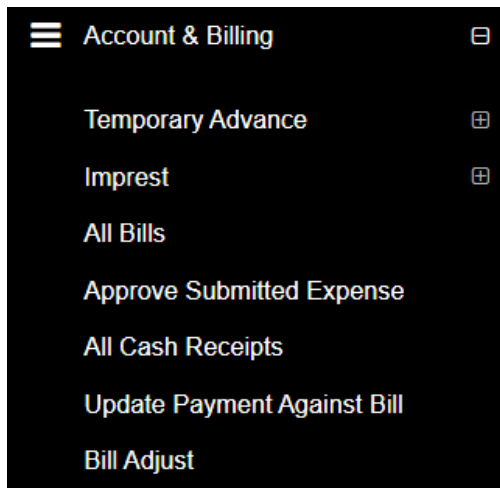 Account & Billing
Temporary Advance
Imprest
All Bills
Approve Submitted Expense
All Cash Receipts
Update Payment Against Bill
Bill Adjust